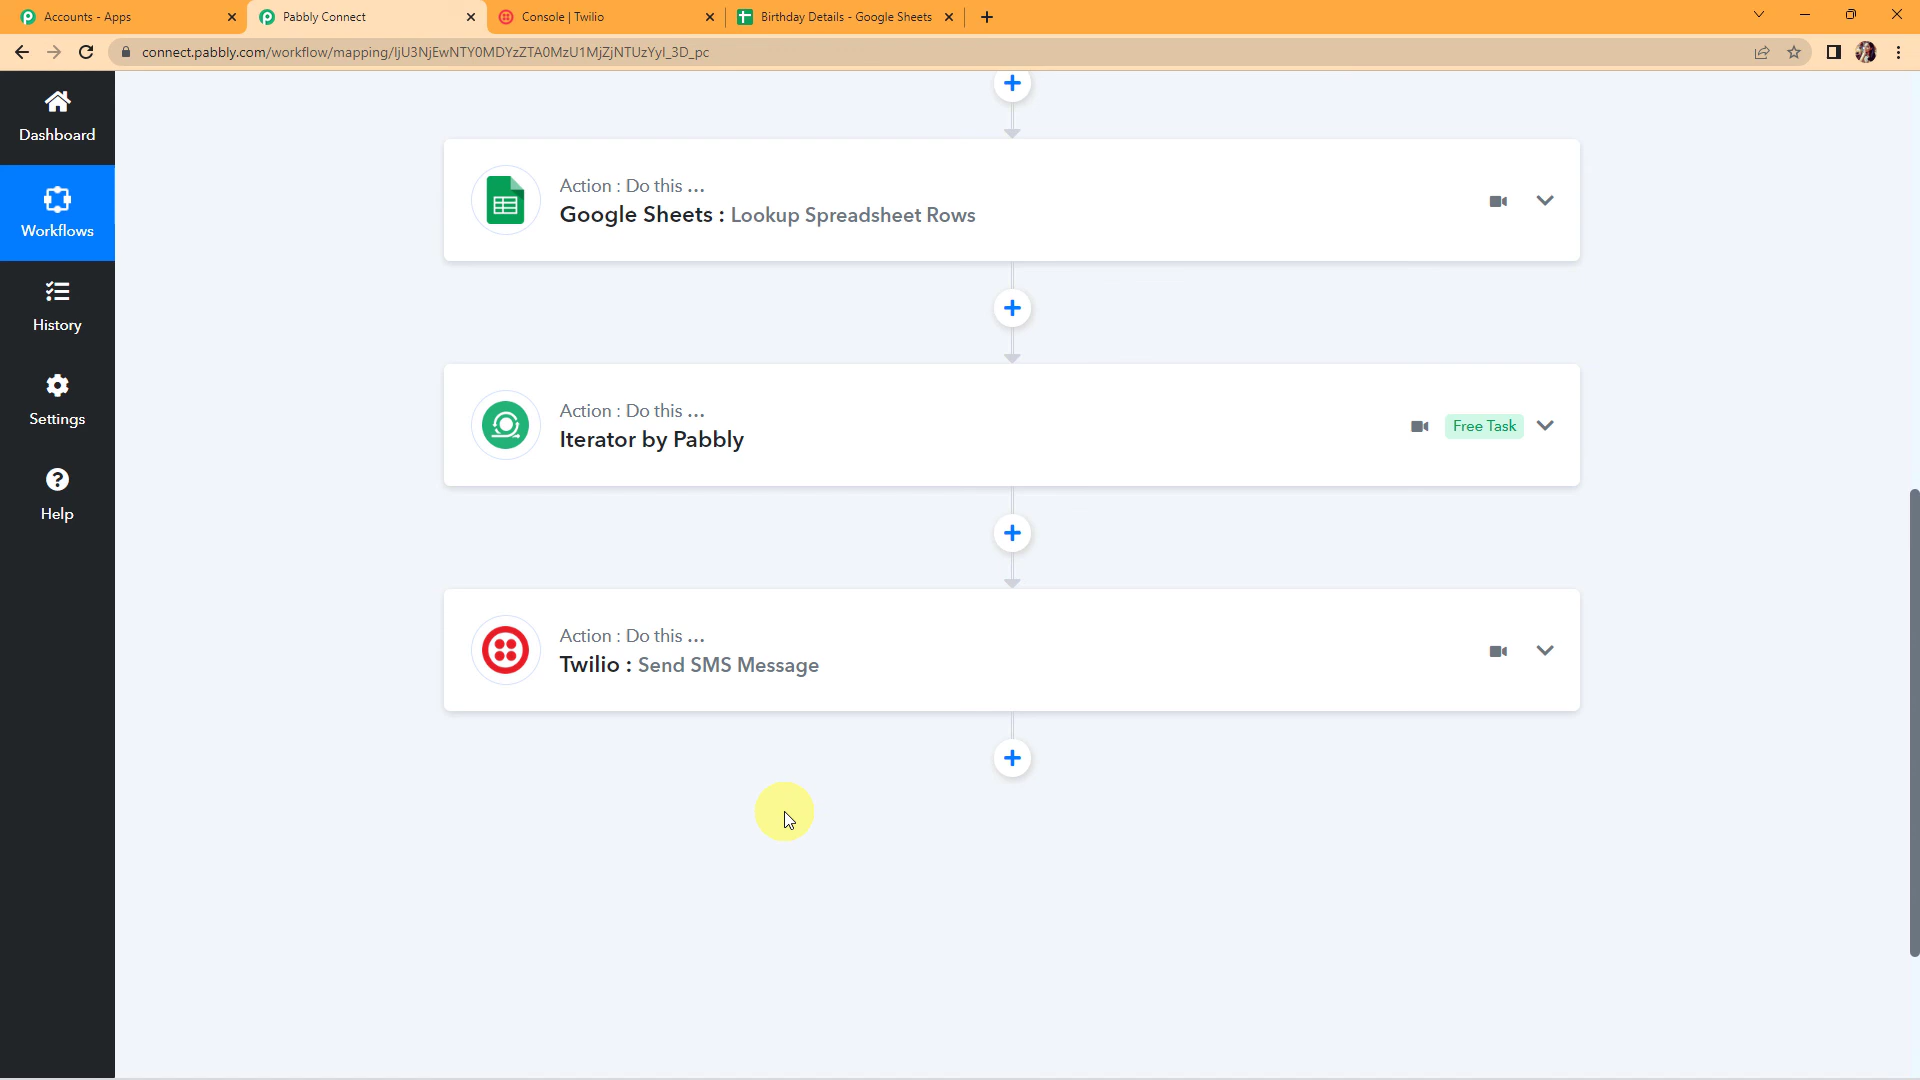 Accounts - Apps
Pabbly Connect
Console | Twilio
Birthday Details - Google Sheets
connect.pabbly.com/workflow/mapping/
Dashboard
Workflows
History
Settings
Help
Action : Do this ...
Google Sheets : Lookup Spreadsheet Rows
Action : Do this ...
Iterator by Pabbly
Free Task
Action : Do this ...
Twilio : Send SMS Message